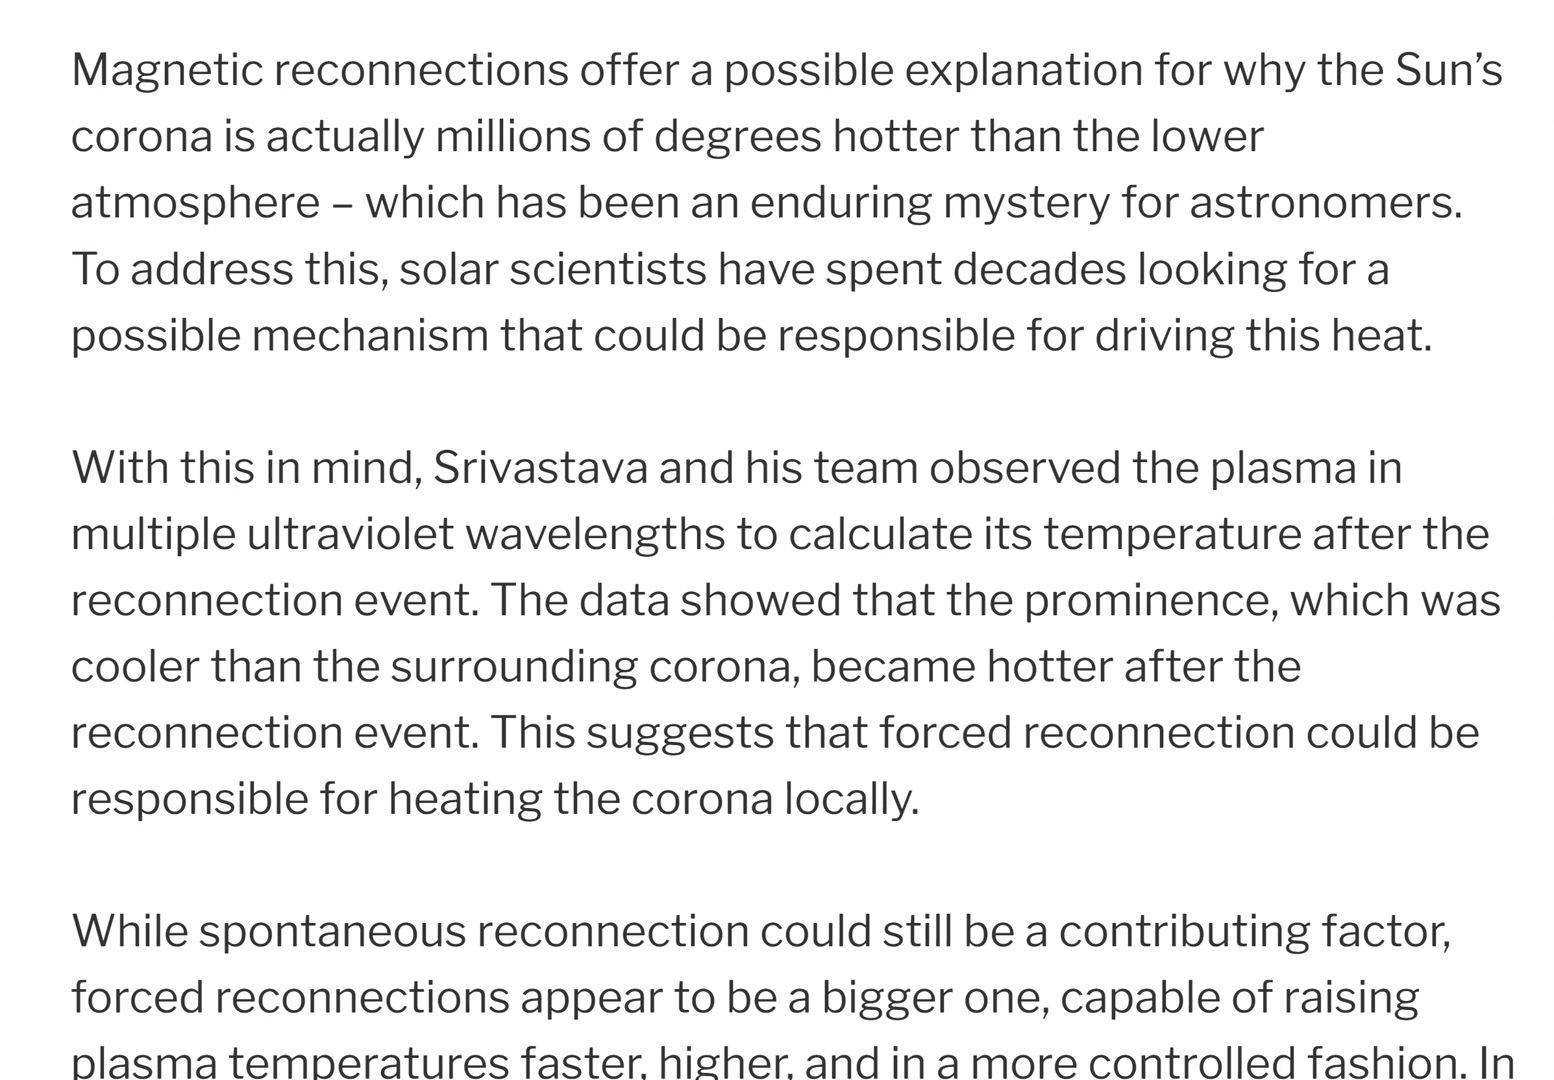 Magnetic reconnections offer a possible explanation for why the Sun’s
corona is actually millions of degrees hotter than the lower
atmosphere – which has been an enduring mystery for astronomers.
To address this, solar scientists have spent decades looking for a
possible mechanism that could be responsible for driving this heat.
With this in mind, Srivastava and his team observed the plasma in
multiple ultraviolet wavelengths to calculate its temperature after the
reconnection event. The data showed that the prominence, which was
cooler than the surrounding corona, became hotter after the
reconnection event. This suggests that forced reconnection could be
responsible for heating the corona locally.
While spontaneous reconnection could still be a contributing factor,
forced reconnections appear to be a bigger one, capable of raising
plasma temperatures faster, higher, and in a more controlled fashion. In